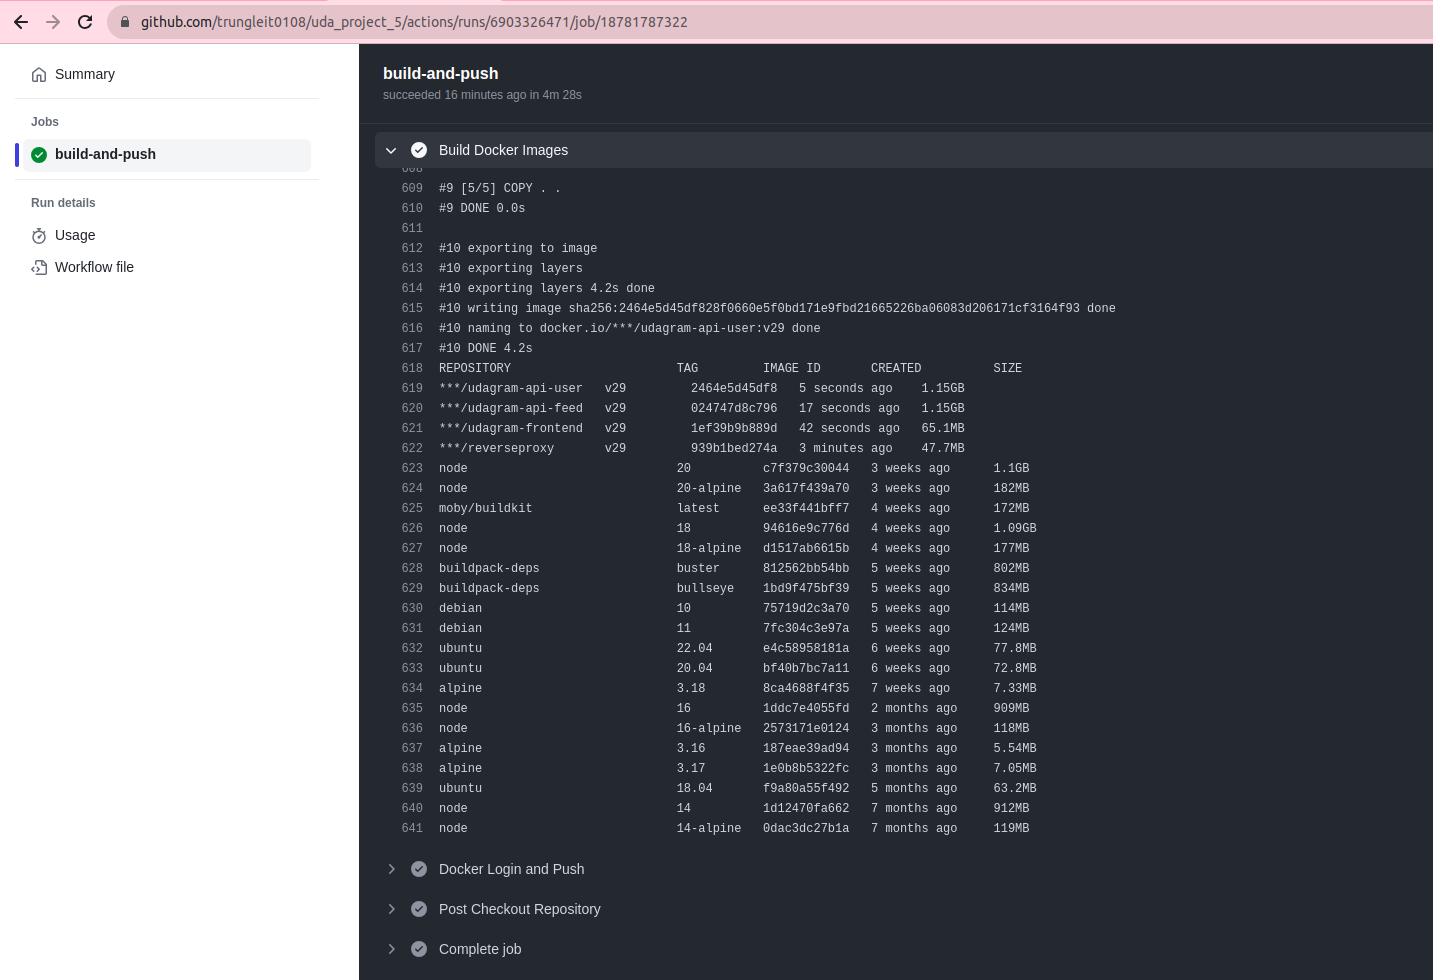 github.com/trungleit0108/uda_project_5/actions/runs/6903326471/job/18781787322
Summary
Jobs
build-and-push
Run details
Usage
Workflow file
build-and-push
succeeded 16 minutes ago in 4m 28s
Build Docker Images
608
609 #9 [5/5] COPY . .
610 #9 DONE 0.0s
611
612 #10 exporting to image
613 #10 exporting layers
614 #10 exporting layers 4.2s done
615 #10 writing image sha256:2464e5d45df828f0660e5f0bd171e9fbd21665226ba06083d206171cf3164f93 done
616 #10 naming to docker.io/***/udagram-api-user:v29 done
617 #10 DONE 4.2s
618 REPOSITORY TAG IMAGE ID CREATED SIZE
619 ***/udagram-api-user v29 2464e5d45df8 5 seconds ago 1.15GB
620 ***/udagram-api-feed v29 024747d8c796 17 seconds ago 1.15GB
621 ***/udagram-frontend v29 1ef39b9b889d 42 seconds ago 65.1MB
622 ***/reverseproxy v29 939b1bed274a 3 minutes ago 47.7MB
623 node 20 c7f379c30044 3 weeks ago 1.1GB
624 node 20-alpine 3a617f439a70 3 weeks ago 182MB
625 moby/buildkit latest ee33f441bff7 4 weeks ago 172MB
626 node 18 94616e9c776d 4 weeks ago 1.09GB
627 node 18-alpine d1517ab6615b 4 weeks ago 177MB
628 buildpack-deps buster 812562bb54bb 5 weeks ago 802MB
629 buildpack-deps bullseye 1bd9f475bf39 5 weeks ago 834MB
630 debian 10 75719d2c3a70 5 weeks ago 114MB
631 debian 11 7fc304c3e97a 5 weeks ago 124MB
632 ubuntu 22.04 e4c58958181a 6 weeks ago 77.8MB
633 ubuntu 20.04 bf40b7bc7a11 6 weeks ago 72.8MB
634 alpine 3.18 8ca4688f4f35 7 weeks ago 7.33MB
635 node 16 1ddc7e4055fd 2 months ago 909MB
636 node 16-alpine 2573171e0124 3 months ago 118MB
637 alpine 3.16 187eae39ad94 3 months ago 5.54MB
638 alpine 3.17 1e0b8b5322fc 3 months ago 7.05MB
639 ubuntu 18.04 f9a80a55f492 5 months ago 63.2MB
640 node 14 1d12470fa662 7 months ago 912MB
641 node 14-alpine 0dac3dc27b1a 7 months ago 119MB
Docker Login and Push
Post Checkout Repository
Complete job